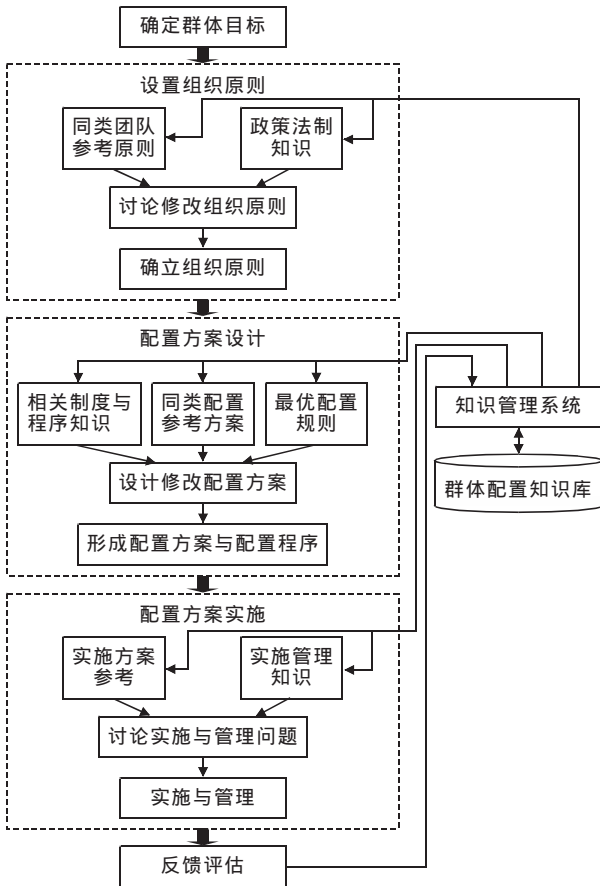 确定群体目标
设置组织原则
同类团队
参考原则
政策法制
知识
讨论修改组织原则
确立组织原则
配置方案设计
相关制度与
程序知识
同类配置
参考方案
最优配置
规则
设计修改配置方案
形成配置方案与配置程序
知识管理系统
群体配置知识库
配置方案实施
实施方案
参考
实施管理
知识
讨论实施与管理问题
实施与管理
反馈评估